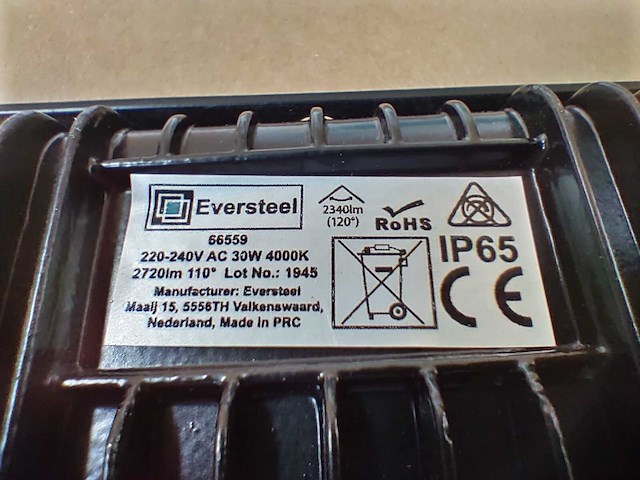 Eversteel
66559
220-240V AC 30W 4000K
2720lm 110° Lot No.: 1945
Manufacturer: Eversteel
Maaij 15, 5556TH Valkenswaard,
Nederland, Made in PRC
2340lm
(120°)
RoHS
IP65
CE